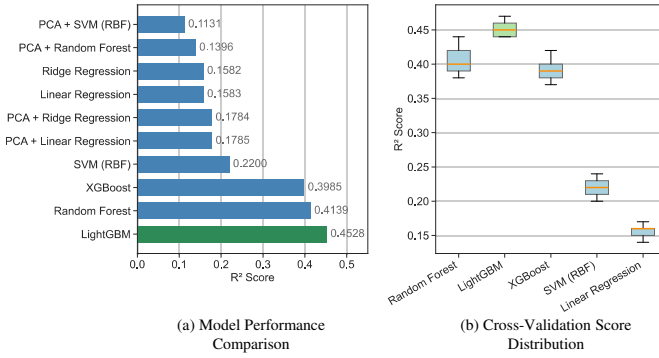 PCA + SVM (RBF)
0.1131
PCA + Random Forest
0.1396
Ridge Regression
0.1582
Linear Regression
0.1583
PCA + Ridge Regression
0.1784
PCA + Linear Regression
0.1785
SVM (RBF)
0.2200
XGBoost
0.3985
Random Forest
0.4139
LightGBM
0.4528
0.0 0.1 0.2 0.3 0.4 0.5
R² Score
(a) Model Performance
Comparison
R² Score
0.45
0.40
0.35
0.30
0.25
0.20
0.15
Random Forest
LightGBM
XGBoost
SVM (RBF)
Linear Regression
(b) Cross-Validation Score
Distribution